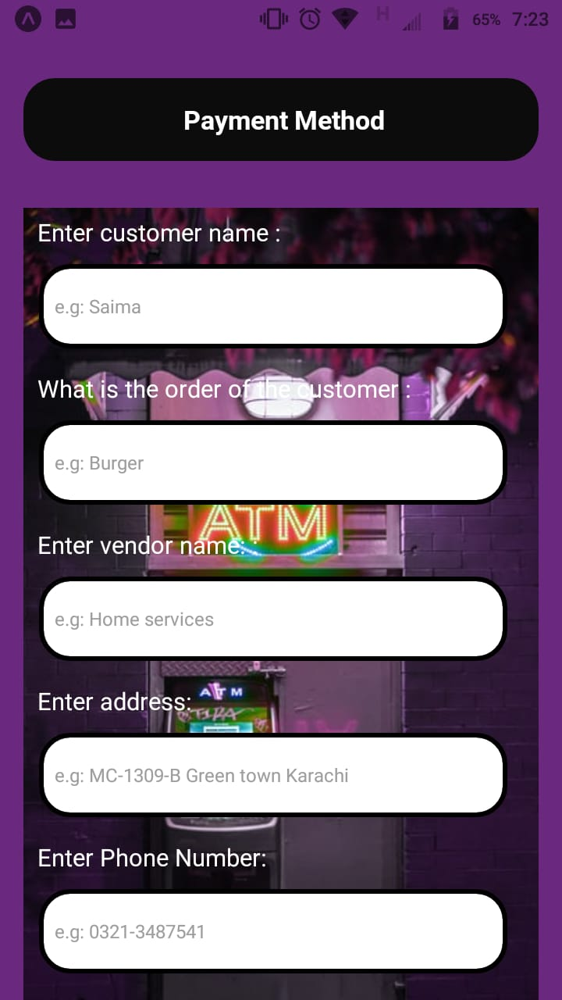 H 65% 7:23
Payment Method
Enter customer name :
e.g: Saima
What is the order of the customer :
e.g: Burger
ATM
Enter vendor name: :
e.g: Home services
ATM
Enter address:
e.g: MC-1309-B Green town Karachi
Enter Phone Number:
e.g: 0321-3487541